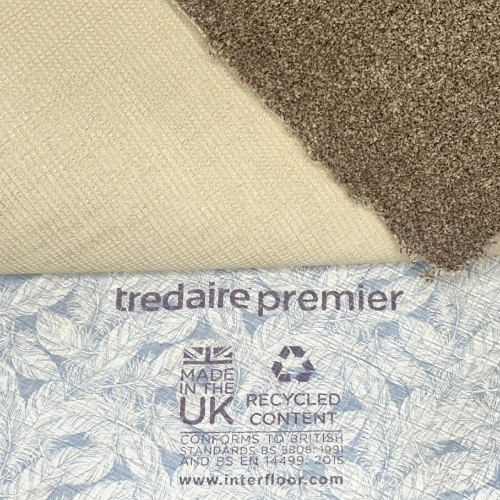 tredaire premier
MADE
IN THE
UK
RECYCLED
CONTENT
CONFORMS TO BRITISH
STANDARDS BS 5808: 1991
AND BS EN 14499: 2015
www.interfloor.com